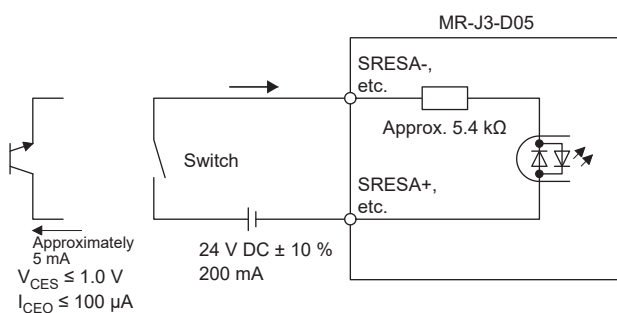 MR-J3-D05
SRESA-,
etc.
Approx. 5.4 kΩ
Switch
SRESA+,
etc.
Approximately
5 mA
V_CES ≤ 1.0 V
I_CEO ≤ 100 μA
24 V DC ± 10 %
200 mA